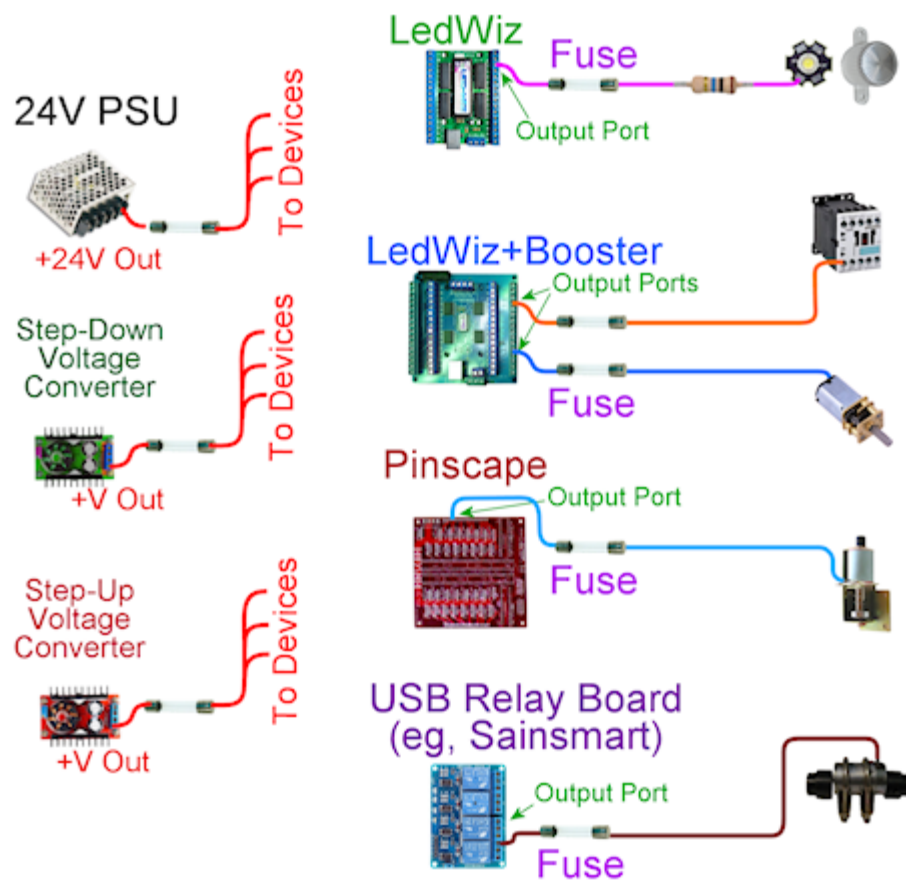 24V PSU
To Devices
+24V Out
Step-Down
Voltage
Converter
To Devices
+V Out
Step-Up
Voltage
Converter
To Devices
+V Out
LedWiz
Fuse
Output Port
LedWiz+Booster
Output Ports
Fuse
Pinscape
Output Port
Fuse
USB Relay Board
(eg, Sainsmart)
Output Port
Fuse